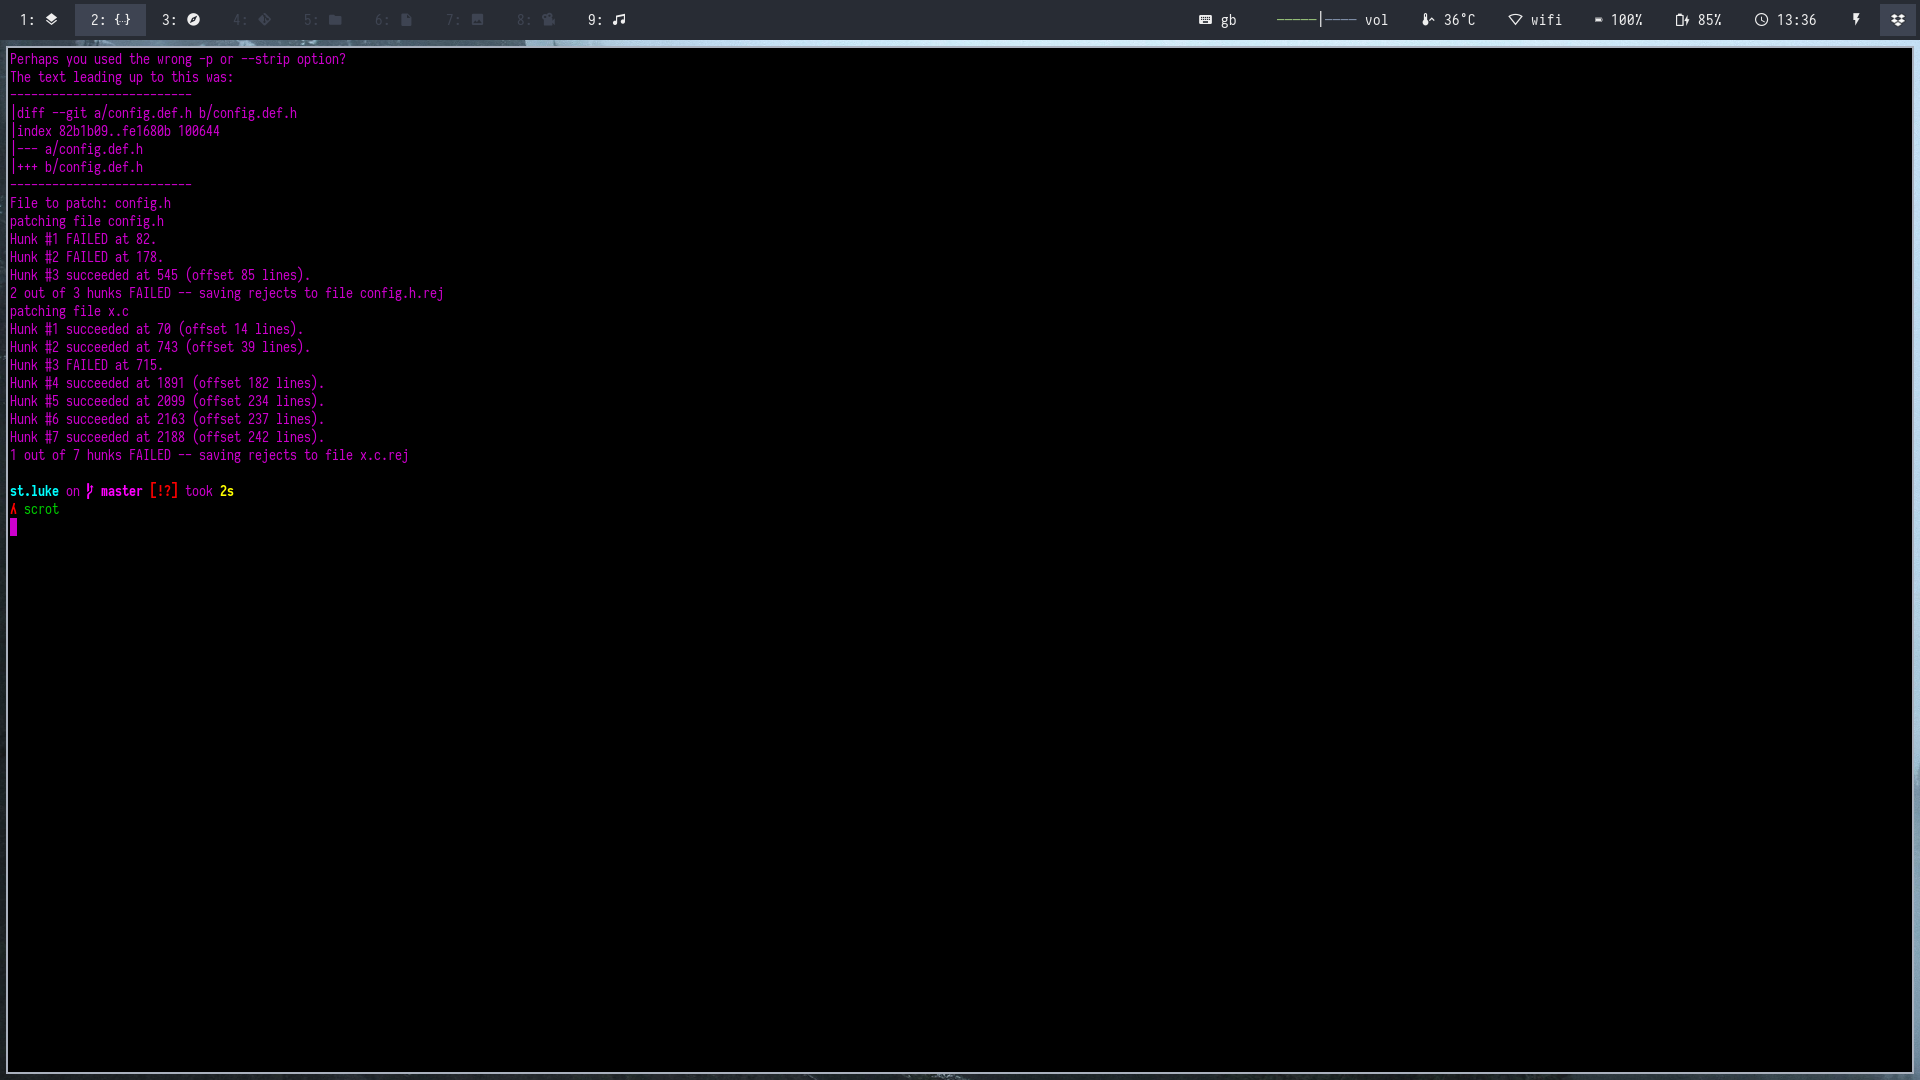 1: 2: {..} 3: 4: 5: 6: 7: 8: 9: gb vol 36°C wifi 100% 85% 13:36
Perhaps you used the wrong -p or --strip option?
The text leading up to this was:
--------------------------
|diff --git a/config.def.h b/config.def.h
|index 82b1b09..fe1680b 100644
|--- a/config.def.h
|+++ b/config.def.h
--------------------------
File to patch: config.h
patching file config.h
Hunk #1 FAILED at 82.
Hunk #2 FAILED at 178.
Hunk #3 succeeded at 545 (offset 85 lines).
2 out of 3 hunks FAILED -- saving rejects to file config.h.rej
patching file x.c
Hunk #1 succeeded at 70 (offset 14 lines).
Hunk #2 succeeded at 743 (offset 39 lines).
Hunk #3 FAILED at 715.
Hunk #4 succeeded at 1891 (offset 182 lines).
Hunk #5 succeeded at 2099 (offset 234 lines).
Hunk #6 succeeded at 2163 (offset 237 lines).
Hunk #7 succeeded at 2188 (offset 242 lines).
1 out of 7 hunks FAILED -- saving rejects to file x.c.rej
st.luke on master [!?] took 2s
scrot